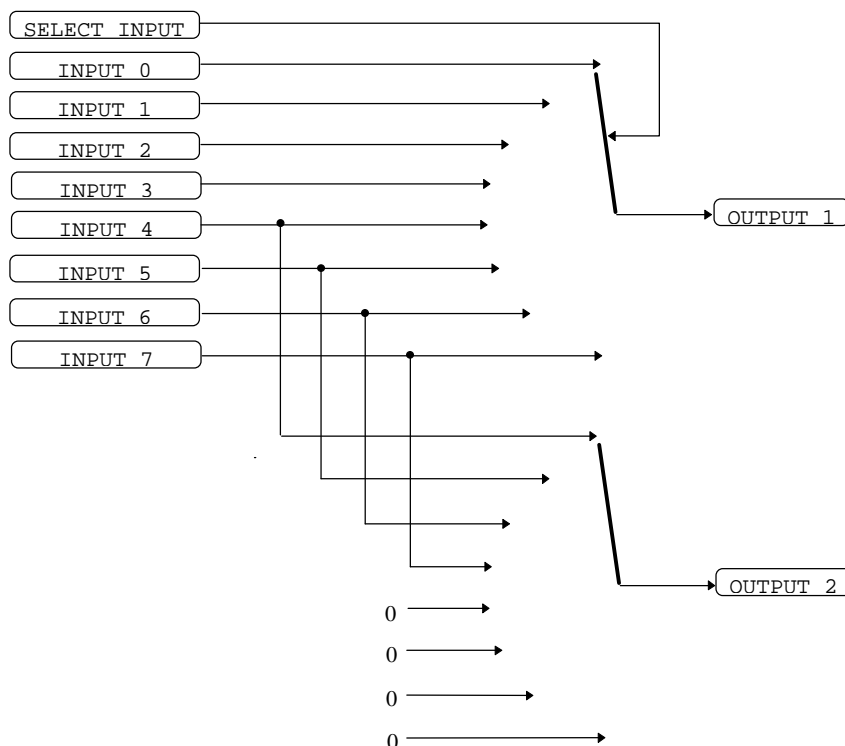 SELECT INPUT
INPUT 0
INPUT 1
INPUT 2
INPUT 3
INPUT 4
OUTPUT 1
INPUT 5
INPUT 6
INPUT 7
OUTPUT 2
0
0
0
0